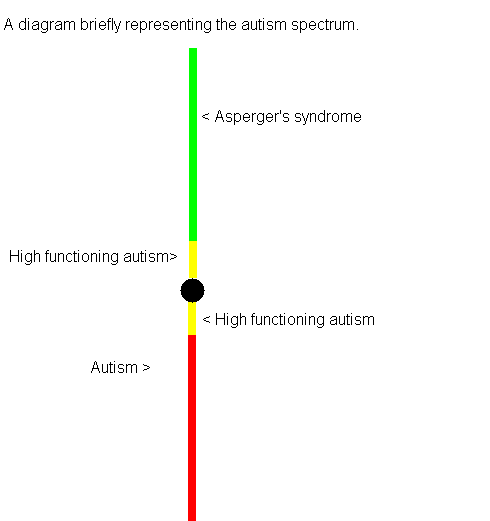 A diagram briefly representing the autism spectrum.
< Asperger's syndrome
High functioning autism>
< High functioning autism
Autism >